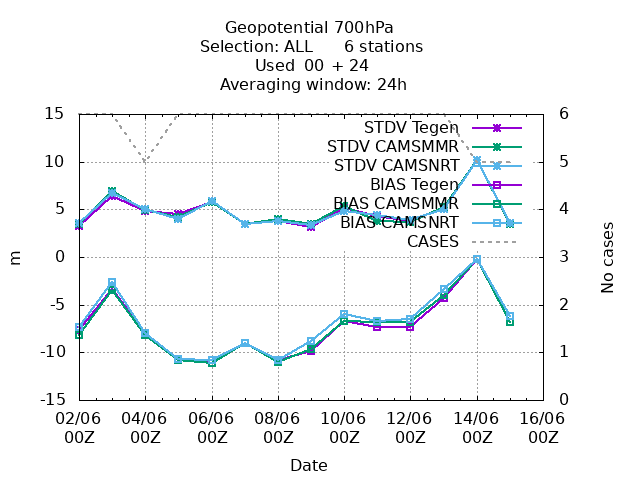 Geopotential 700hPa
Selection: ALL 6 stations
Used 00 + 24
Averaging window: 24h
15 6
STDV Tegen
STDV CAMSMMR
10 5
STDV CAMSNRT
BIAS Tegen
5 4
BIAS CAMSMMR
BIAS CAMSNRT
CASES
0 3
m
No cases
-5 2
-10 1
-15 0
02/06 04/06 06/06 08/06 10/06 12/06 14/06 16/06
00Z 00Z 00Z 00Z 00Z 00Z 00Z 00Z
Date